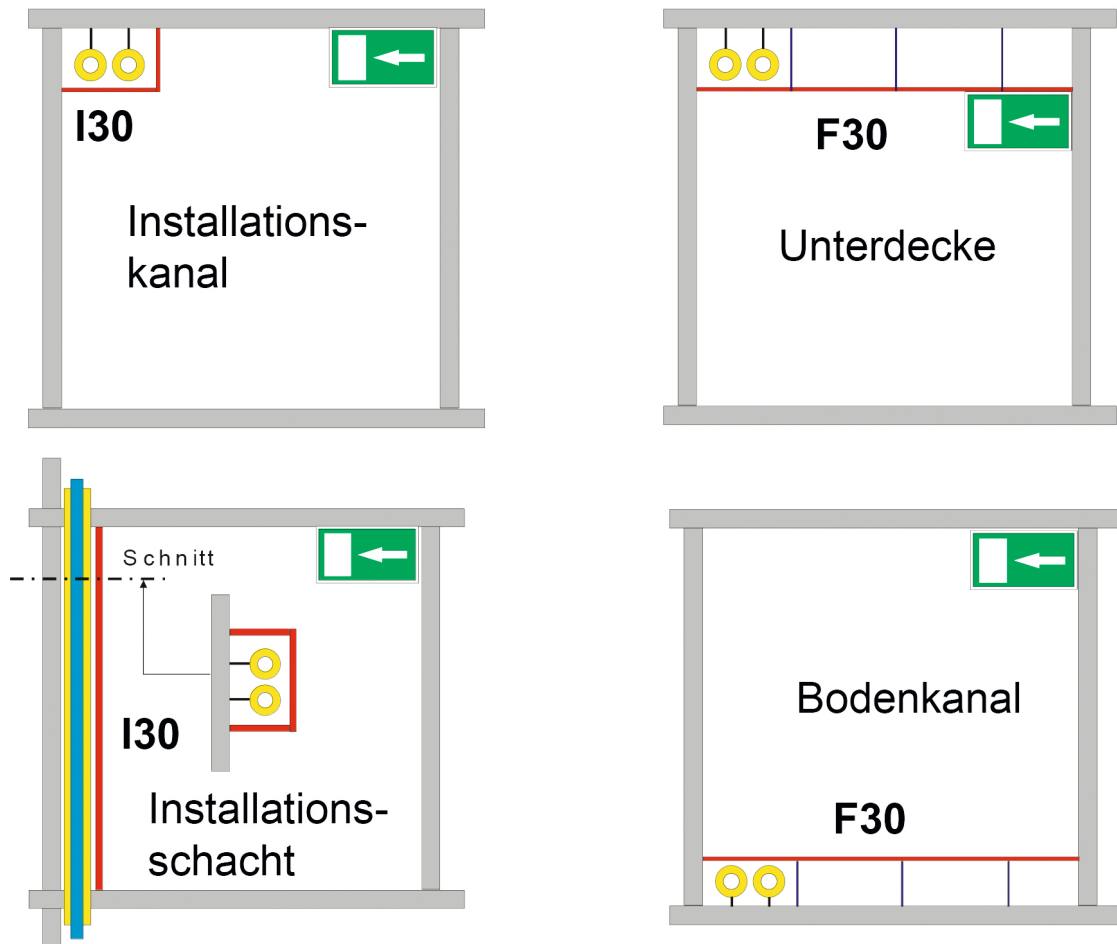 I30
Installations-
kanal
F30
Unterdecke
Schnitt
I30
Installations-
schacht
Bodenkanal
F30